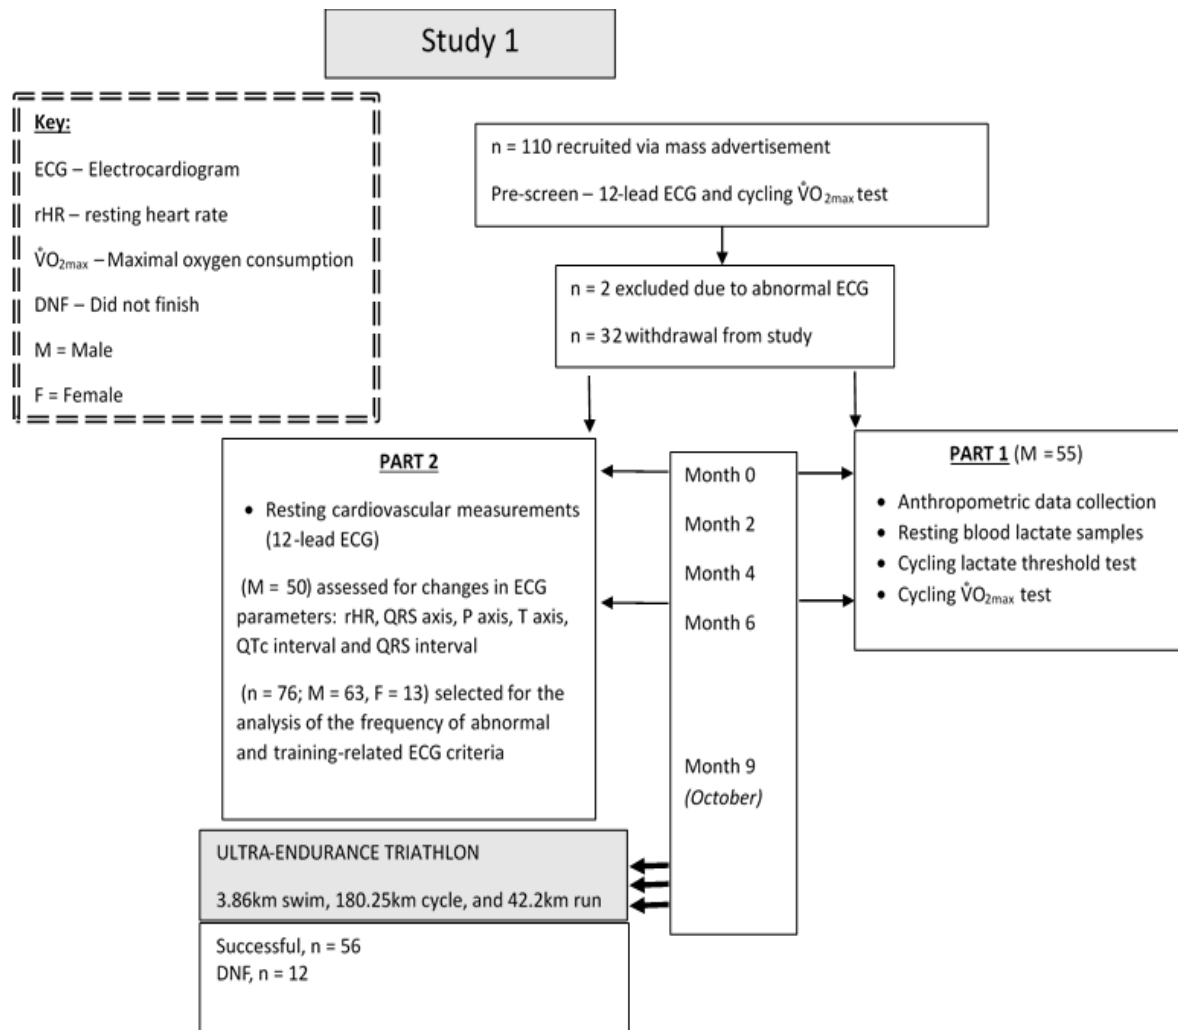 Study 1
Key:
ECG – Electrocardiogram
rHR – resting heart rate
V̊O2max – Maximal oxygen consumption
DNF – Did not finish
M = Male
F = Female
n = 110 recruited via mass advertisement
Pre-screen – 12-lead ECG and cycling V̊O2max test
n = 2 excluded due to abnormal ECG
n = 32 withdrawal from study
PART 2
• Resting cardiovascular measurements
(12-lead ECG)
(M = 50) assessed for changes in ECG
parameters: rHR, QRS axis, P axis, T axis,
QTc interval and QRS interval
(n = 76; M = 63, F = 13) selected for the
analysis of the frequency of abnormal
and training-related ECG criteria
Month 0
Month 2
Month 4
Month 6
Month 9
(October)
PART 1 (M = 55)
• Anthropometric data collection
• Resting blood lactate samples
• Cycling lactate threshold test
• Cycling V̊O2max test
ULTRA-ENDURANCE TRIATHLON
3.86km swim, 180.25km cycle, and 42.2km run
Successful, n = 56
DNF, n = 12